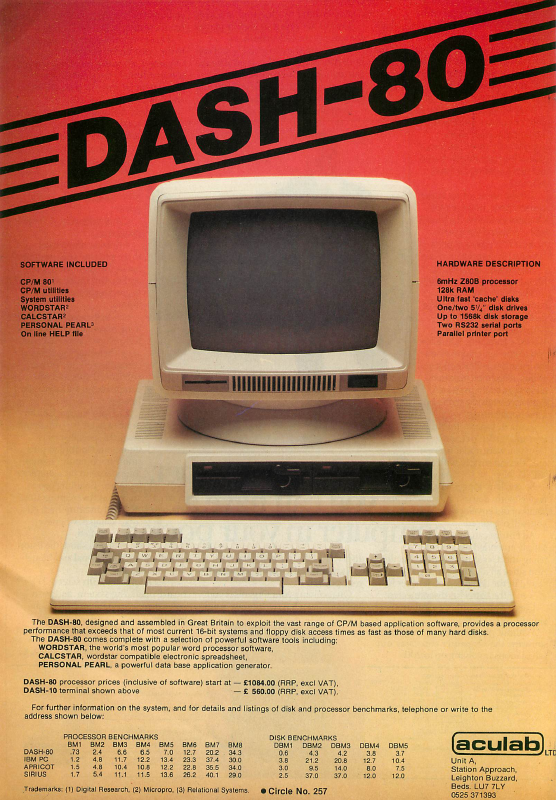 DASH-80
SOFTWARE INCLUDED
CP/M 80¹
CP/M utilities
System utilities
WORDSTAR²
CALCSTAR²
PERSONAL PEARL³
On line HELP file
HARDWARE DESCRIPTION
6mHz Z80B processor
128k RAM
Ultra fast 'cache' disks
One/two 5¼" disk drives
Up to 1568k disk storage
Two RS232 serial ports
Parallel printer port
The DASH-80, designed and assembled in Great Britain to exploit the vast range of CP/M based application software, provides a processor
performance that exceeds that of most current 16-bit systems and floppy disk access times as fast as those of many hard disks.
The DASH-80 comes complete with a selection of powerful software tools including:
WORDSTAR, the world's most popular word processor software,
CALCSTAR, wordstar compatible electronic spreadsheet,
PERSONAL PEARL, a powerful data base application generator.
DASH-80 processor prices (inclusive of software) start at — £1084.00 (RRP, excl VAT),
DASH-10 terminal shown above — £ 560.00 (RRP, excl VAT).
For further information on the system, and for details and listings of disk and processor benchmarks, telephone or write to the
address shown below:
PROCESSOR BENCHMARKS
BM1 BM2 BM3 BM4 BM5 BM6 BM7 BM8
DASH-80 .73 2.4 6.6 6.5 7.0 12.7 20.2 34.3
IBM PC 1.2 4.8 11.7 12.2 13.4 23.3 37.4 30.0
APRICOT 1.5 4.8 10.4 10.8 12.2 22.8 35.5 34.0
SIRIUS 1.7 5.4 11.1 11.5 13.6 26.2 40.1 29.0
DISK BENCHMARKS
DBM1 DBM2 DBM3 DBM4 DBM5
0.6 4.3 4.2 3.8 3.7
3.8 21.2 20.8 12.7 10.4
3.0 9.5 14.0 8.0 7.5
2.5 37.0 37.0 12.0 12.0
Trademarks: (1) Digital Research, (2) Micropro, (3) Relational Systems.
● Circle No. 257
aculab LTD
Unit A,
Station Approach,
Leighton Buzzard,
Beds. LU7 7LY
0525 371393